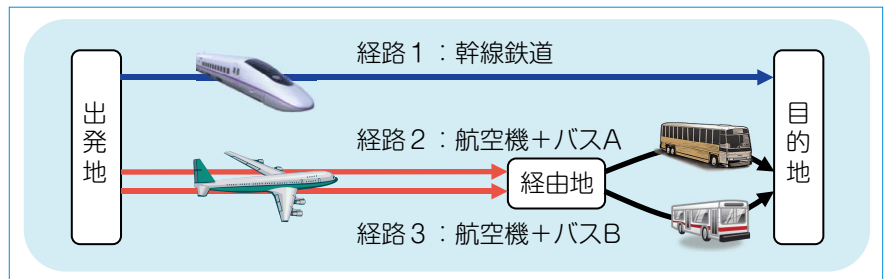 経路1：幹線鉄道
出発地
目的地
経路2：航空機＋バスA
経由地
経路3：航空機＋バスB